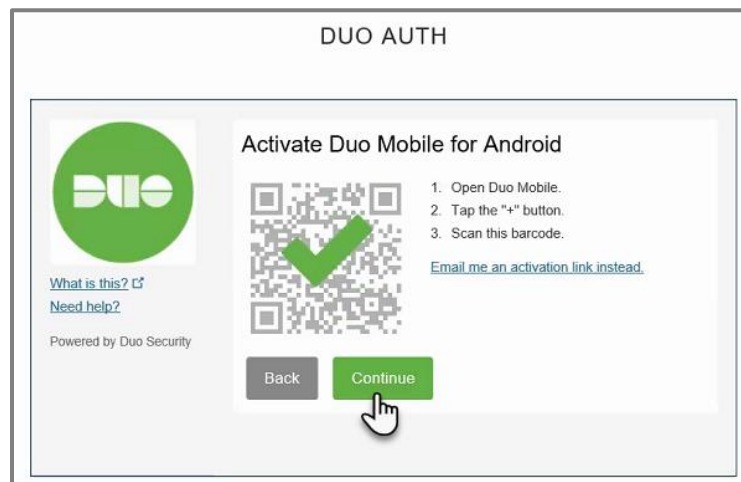 DUO AUTH
DUO
What is this?
Need help?
Powered by Duo Security
Activate Duo Mobile for Android
1. Open Duo Mobile.
2. Tap the "+" button.
3. Scan this barcode.
Email me an activation link instead.
Back
Continue